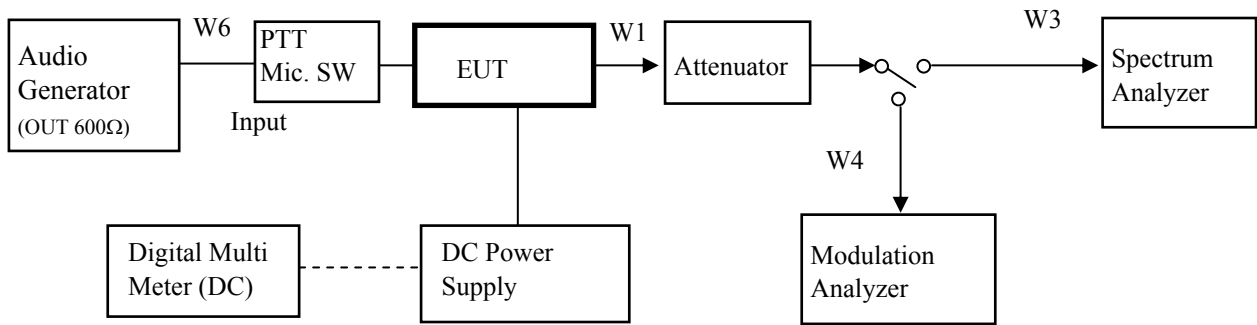 W6
PTT
Mic. SW
Audio
Generator
(OUT 600Ω)
Input
EUT
W1
Attenuator
W3
Spectrum
Analyzer
W4
Digital Multi
Meter (DC)
DC Power
Supply
Modulation
Analyzer